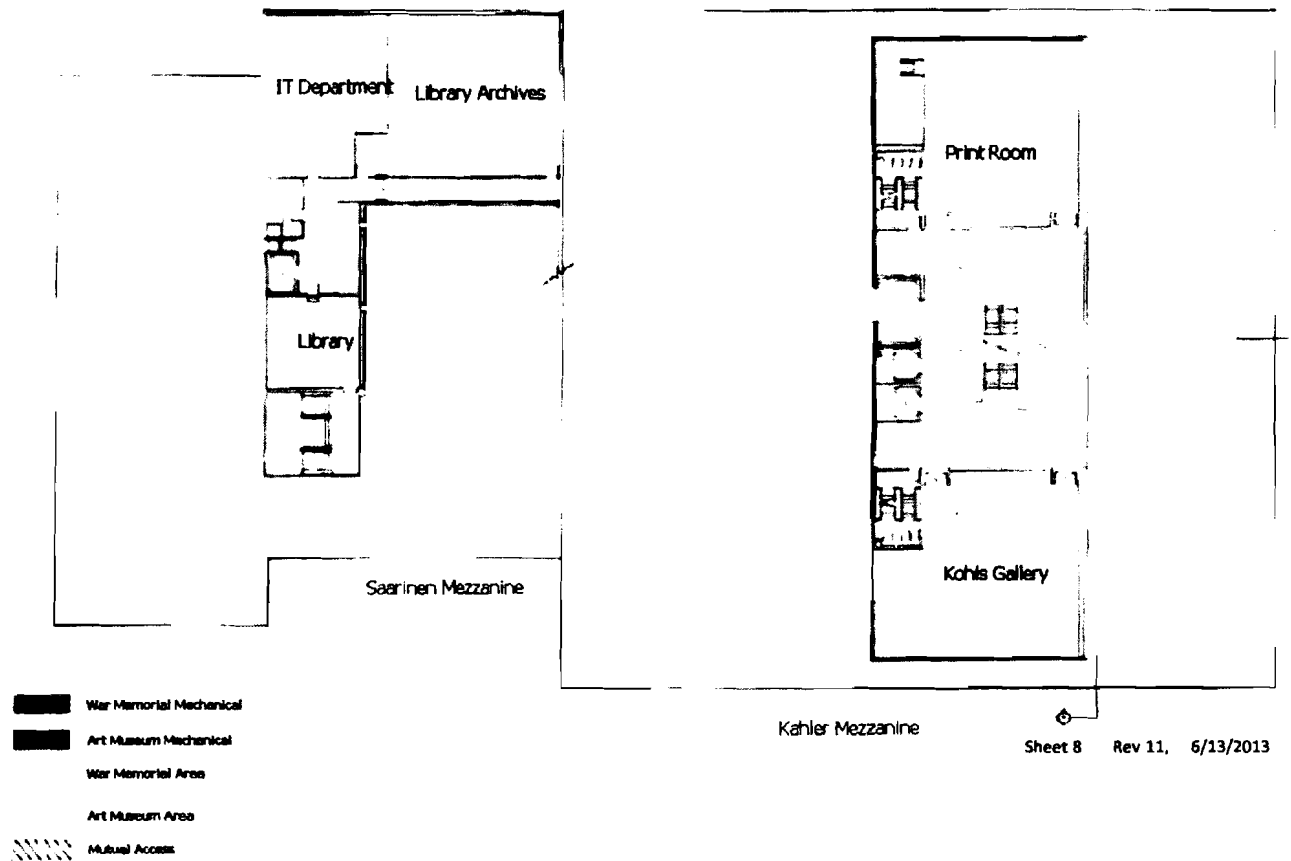 IT Department
Library Archives
Print Room
Library
Kohls Gallery
Saarinen Mezzanine
War Memorial Mechanical
Art Museum Mechanical
War Memorial Area
Art Museum Area
Mutual Access
Kahler Mezzanine
Sheet 8 Rev 11, 6/13/2013